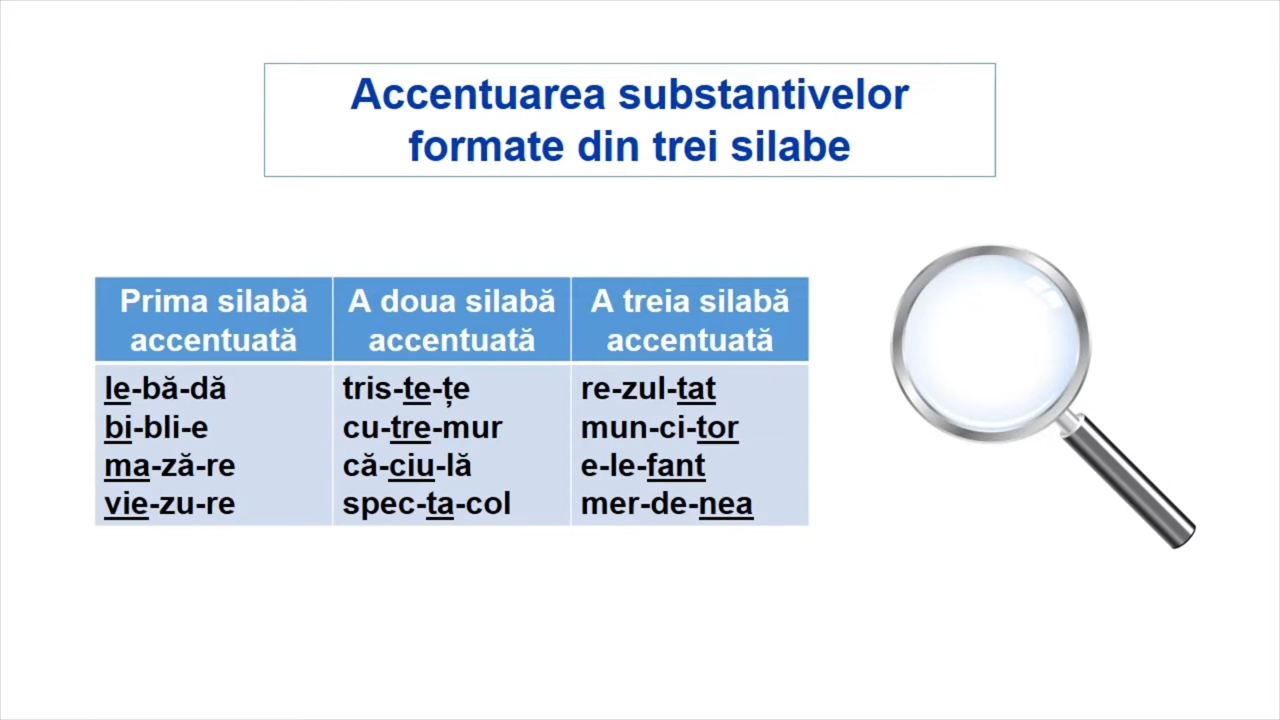 Accentuarea substantivelor
formate din trei silabe
Prima silabă accentuată
A doua silabă accentuată
A treia silabă accentuată
le-bă-dă tris-te-țe re-zul-tat
bi-bli-e cu-tre-mur mun-ci-tor
ma-ză-re că-ciu-lă e-le-fant
vie-zu-re spec-ta-col mer-de-nea